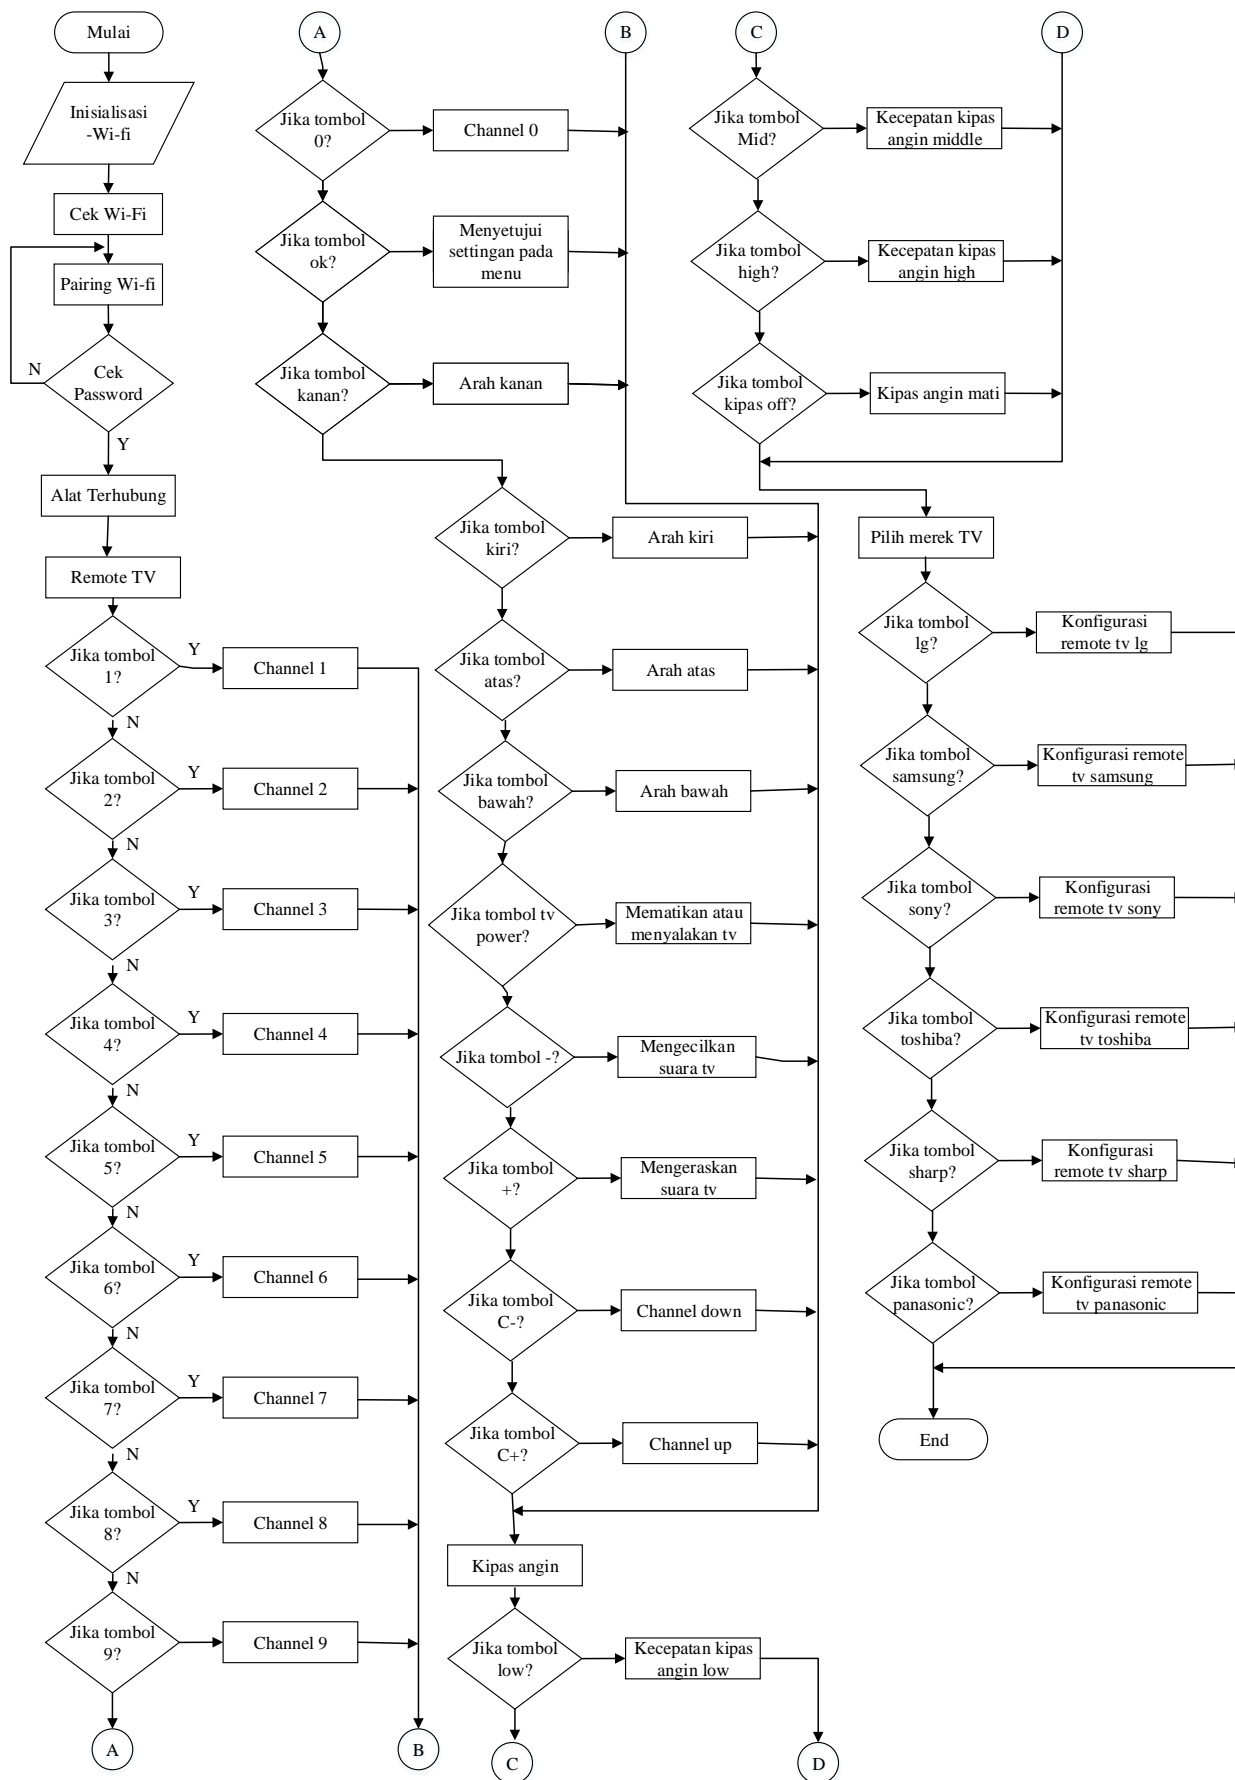 Mulai
Inisialisasi
-Wi-fi
Cek Wi-Fi
Pairing Wi-fi
N
Cek
Password
Y
Alat Terhubung
Remote TV
Jika tombol
1?
Y
Channel 1
N
Jika tombol
2?
Y
Channel 2
N
Jika tombol
3?
Y
Channel 3
N
Jika tombol
4?
Y
Channel 4
N
Jika tombol
5?
Y
Channel 5
N
Jika tombol
6?
Y
Channel 6
N
Jika tombol
7?
Y
Channel 7
N
Jika tombol
8?
Y
Channel 8
N
Jika tombol
9?
Channel 9
A
B
A
Jika tombol
0?
Channel 0
Jika tombol
ok?
Menyetujui
settingan pada
menu
Jika tombol
kanan?
Arah kanan
B
Jika tombol
kiri?
Arah kiri
Jika tombol
atas?
Arah atas
Jika tombol
bawah?
Arah bawah
Jika tombol tv
power?
Mematikan atau
menyalakan tv
Jika tombol -?
Mengecilkan
suara tv
Jika tombol
+?
Mengeraskan
suara tv
Jika tombol
C-?
Channel down
Jika tombol
C+?
Channel up
Kipas angin
Jika tombol
low?
Kecepatan kipas
angin low
C
D
C
Jika tombol
Mid?
Kecepatan kipas
angin middle
Jika tombol
high?
Kecepatan kipas
angin high
Jika tombol
kipas off?
Kipas angin mati
D
Pilih merek TV
Jika tombol
lg?
Konfigurasi
remote tv lg
Jika tombol
samsung?
Konfigurasi remote
tv samsung
Jika tombol
sony?
Konfigurasi
remote tv sony
Jika tombol
toshiba?
Konfigurasi remote
tv toshiba
Jika tombol
sharp?
Konfigurasi
remote tv sharp
Jika tombol
panasonic?
Konfigurasi remote
tv panasonic
End